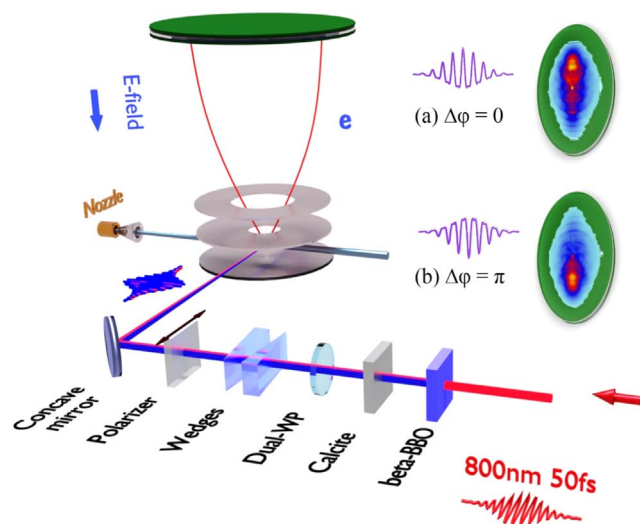 E-field
e
Nozzle
(a) Δφ = 0
(b) Δφ = π
Concave
mirror
Polarizer
Wedges
Dual-WP
Calcite
beta-BBO
800nm 50fs